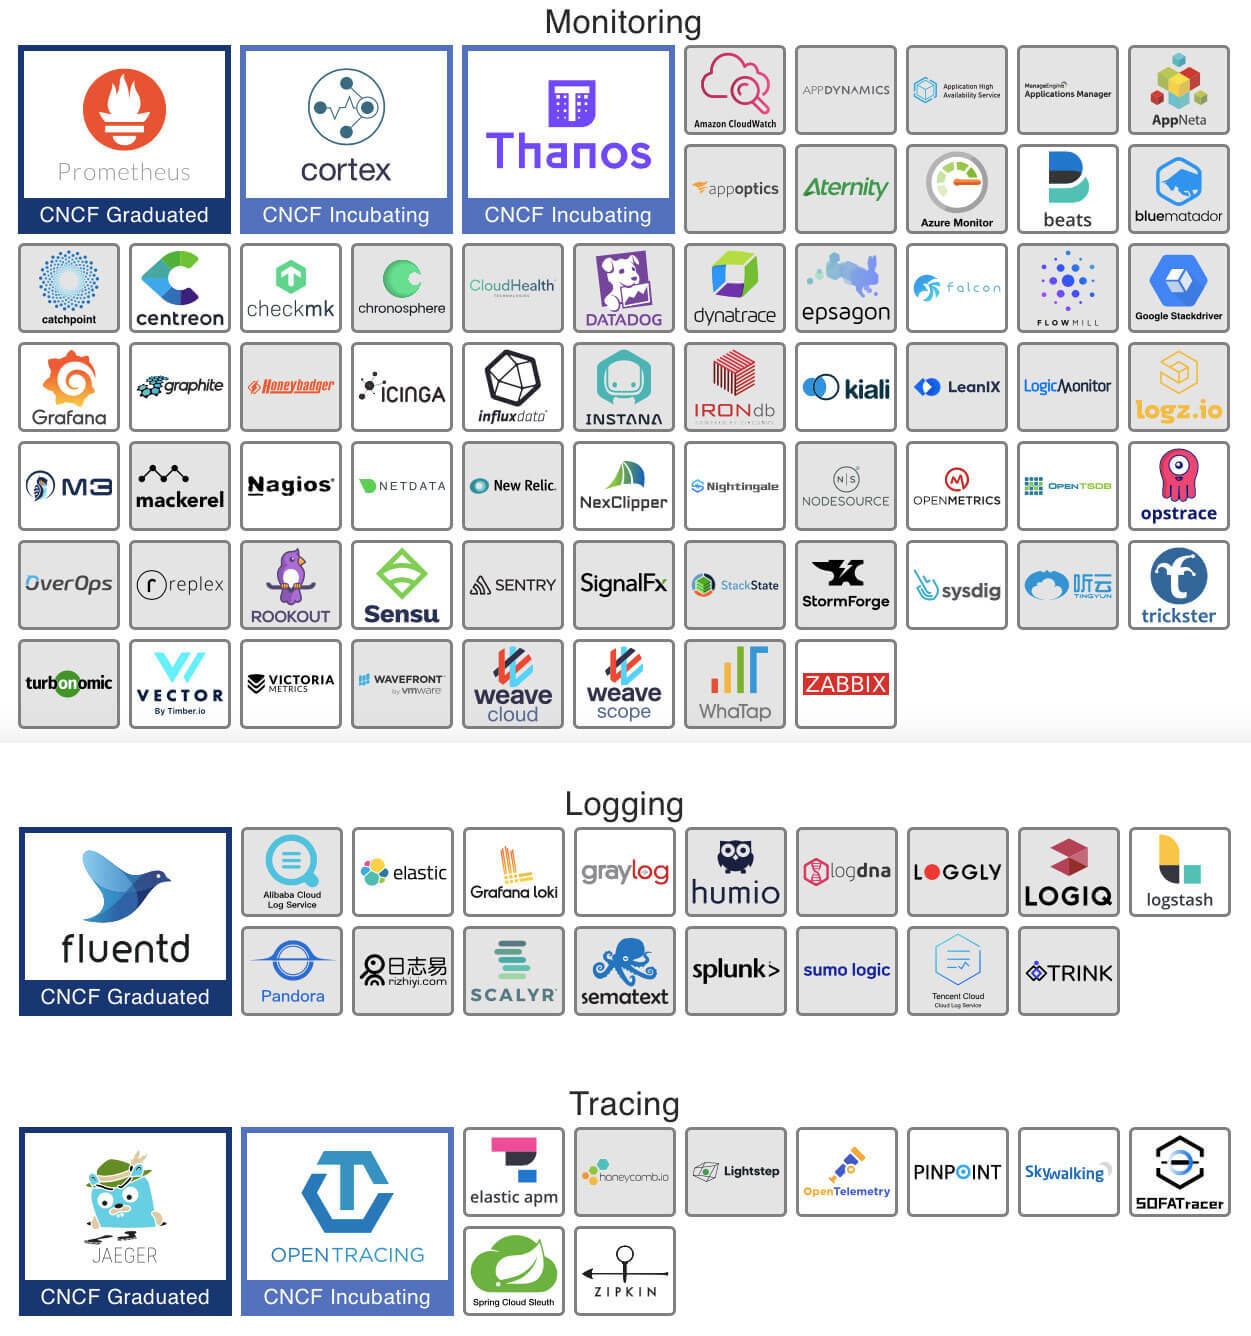 Monitoring
Prometheus
CNCF Graduated
cortex
CNCF Incubating
Thanos
CNCF Incubating
Amazon CloudWatch
APPDYNAMICS
Application High
Availability Service
ManageEngine
Applications Manager
AppNeta
appoptics
Aternity
Azure Monitor
beats
bluematador
catchpoint
centreon
checkmk
chronosphere
CloudHealth
TECHNOLOGIES
DATADOG
dynatrace
epsagon
falcon
FLOWMILL
Google Stackdriver
Grafana
graphite
Honeybadger
iCINGA
influxdata
INSTANA
IRONdb
POWERED BY CIRCONUS
kiali
LeanIX
LogicMonitor
logz.io
M3
mackerel
Nagios
NETDATA
New Relic.
NexClipper
Nightingale
N|S
NODESOURCE
OPENMETRICS
OPENTSDB
opstrace
OverOps
r replex
ROOKOUT
Sensu
SENTRY
SignalFx
StackState
StormForge
sysdig
听云
TINGYUN
trickster
turbonomic
VECTOR
By Timber.io
VICTORIA
METRICS
WAVEFRONT
by vmware
weave
cloud
weave
scope
WhaTap
ZABBIX
Logging
fluentd
CNCF Graduated
Alibaba Cloud
Log Service
elastic
Grafana loki
graylog
humio
logdna
LOGGLY
LOGIQ
logstash
Pandora
日志易
rizhiyi.com
SCALYR
sematext
splunk>
sumo logic
Tencent Cloud
Cloud Log Service
TRINK
Tracing
JAEGER
CNCF Graduated
OPENTRACING
CNCF Incubating
elastic apm
honeycomb.io
Lightstep
OpenTelemetry
PINPOINT
Skywalking
SOFATracer
Spring Cloud Sleuth
ZIPKIN